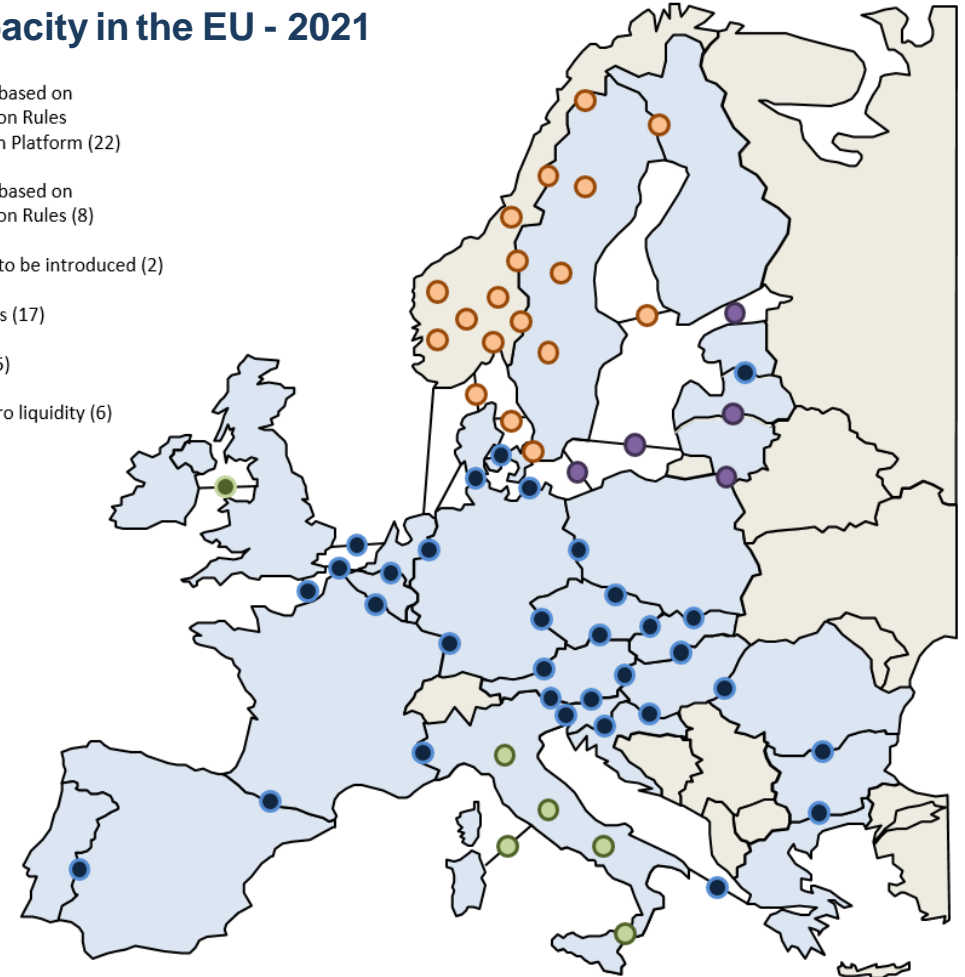 pacity in the EU - 2021
based on
on Rules
n Platform (22)
based on
on Rules (8)
to be introduced (2)
s (17)
5)
ro liquidity (6)